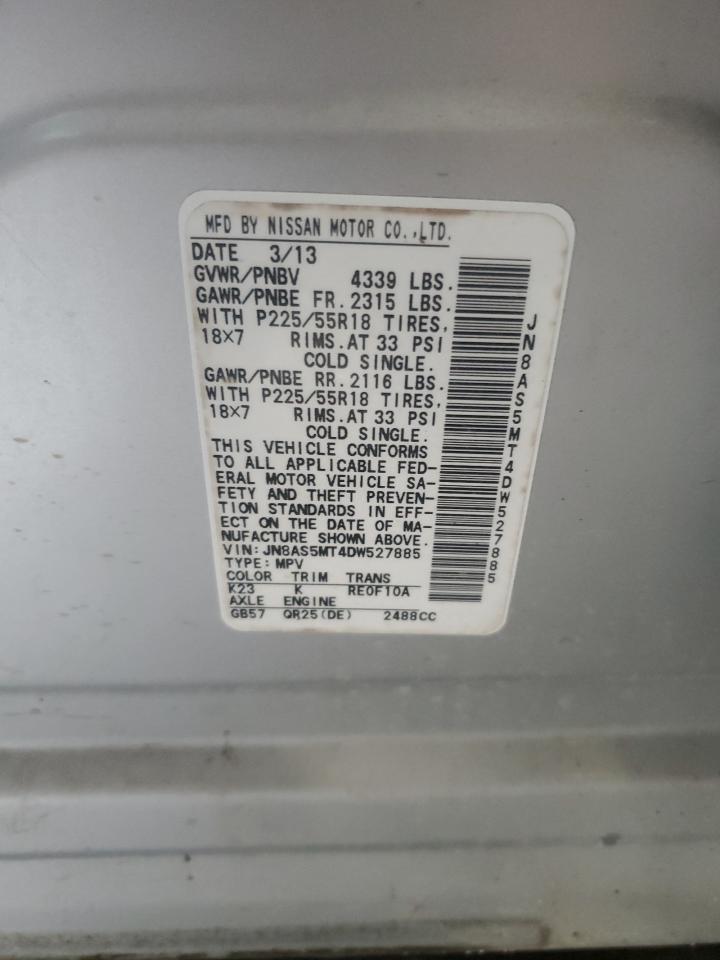 MFD BY NISSAN MOTOR CO.,LTD.
DATE 3/13
GVWR/PNBV 4339 LBS.
GAWR/PNBE FR.2315 LBS.
WITH P225/55R18 TIRES,
18×7 RIMS.AT 33 PSI
COLD SINGLE.
GAWR/PNBE RR.2116 LBS.
WITH P225/55R18 TIRES,
18×7 RIMS.AT 33 PSI
COLD SINGLE.
THIS VEHICLE CONFORMS
TO ALL APPLICABLE FED-
ERAL MOTOR VEHICLE SA-
FETY AND THEFT PREVEN-
TION STANDARDS IN EFF-
ECT ON THE DATE OF MA-
NUFACTURE SHOWN ABOVE.
VIN:JN8AS5MT4DW527885
TYPE:MPV
COLOR TRIM TRANS
K23 K RE0F10A
AXLE ENGINE
GB57 QR25(DE) 2488CC
JN8AS5MT4DW527885